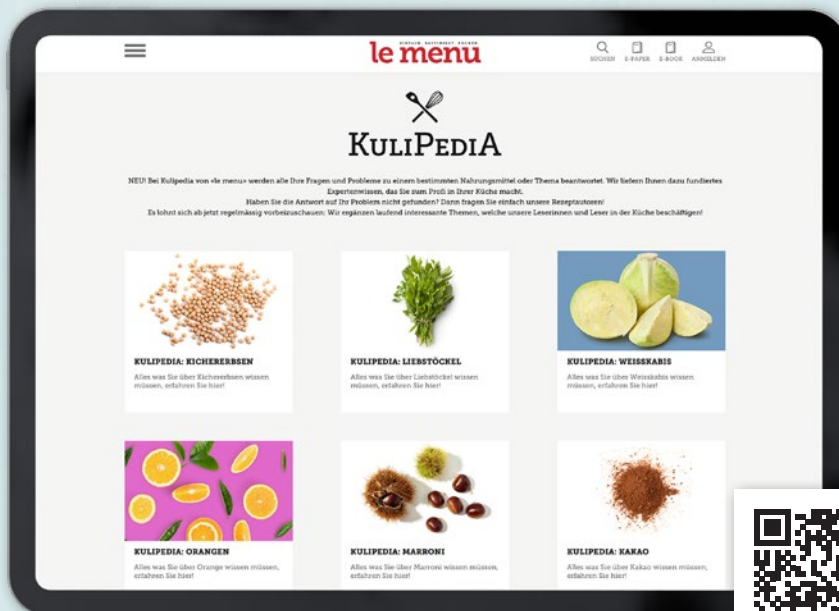 EINFACH. RAFFINIERT. KOCHEN.
le menu
SUCHEN E-PAPER E-BOOK ANMELDEN
KULIPEDIA
NEU! Bei Kulipedia von «le menu» werden alle Ihre Fragen und Probleme zu einem bestimmten Nahrungsmittel oder Thema beantwortet. Wir liefern Ihnen dazu fundiertes
Expertenwissen, das Sie zum Profi in Ihrer Küche macht.
Haben Sie die Antwort auf Ihr Problem nicht gefunden? Dann fragen Sie einfach unsere Rezeptautoren!
Es lohnt sich ab jetzt regelmässig vorbeizuschauen: Wir ergänzen laufend interessante Themen, welche unsere Leserinnen und Leser in der Küche beschäftigen!
KULIPEDIA: KICHERERBSEN
Alles was Sie über Kichererbsen wissen
müssen, erfahren Sie hier!
KULIPEDIA: LIEBSTÖCKEL
Alles was Sie über Liebstöckel wissen
müssen, erfahren Sie hier!
KULIPEDIA: WEISSKABIS
Alles was Sie über Weisskabis wissen
müssen, erfahren Sie hier!
KULIPEDIA: ORANGEN
Alles was Sie über Orange wissen müssen,
erfahren Sie hier!
KULIPEDIA: MARRONI
Alles was Sie über Marroni wissen müssen,
erfahren Sie hier!
KULIPEDIA: KAKAO
Alles was Sie über Kakao wissen müssen,
erfahren Sie hier!